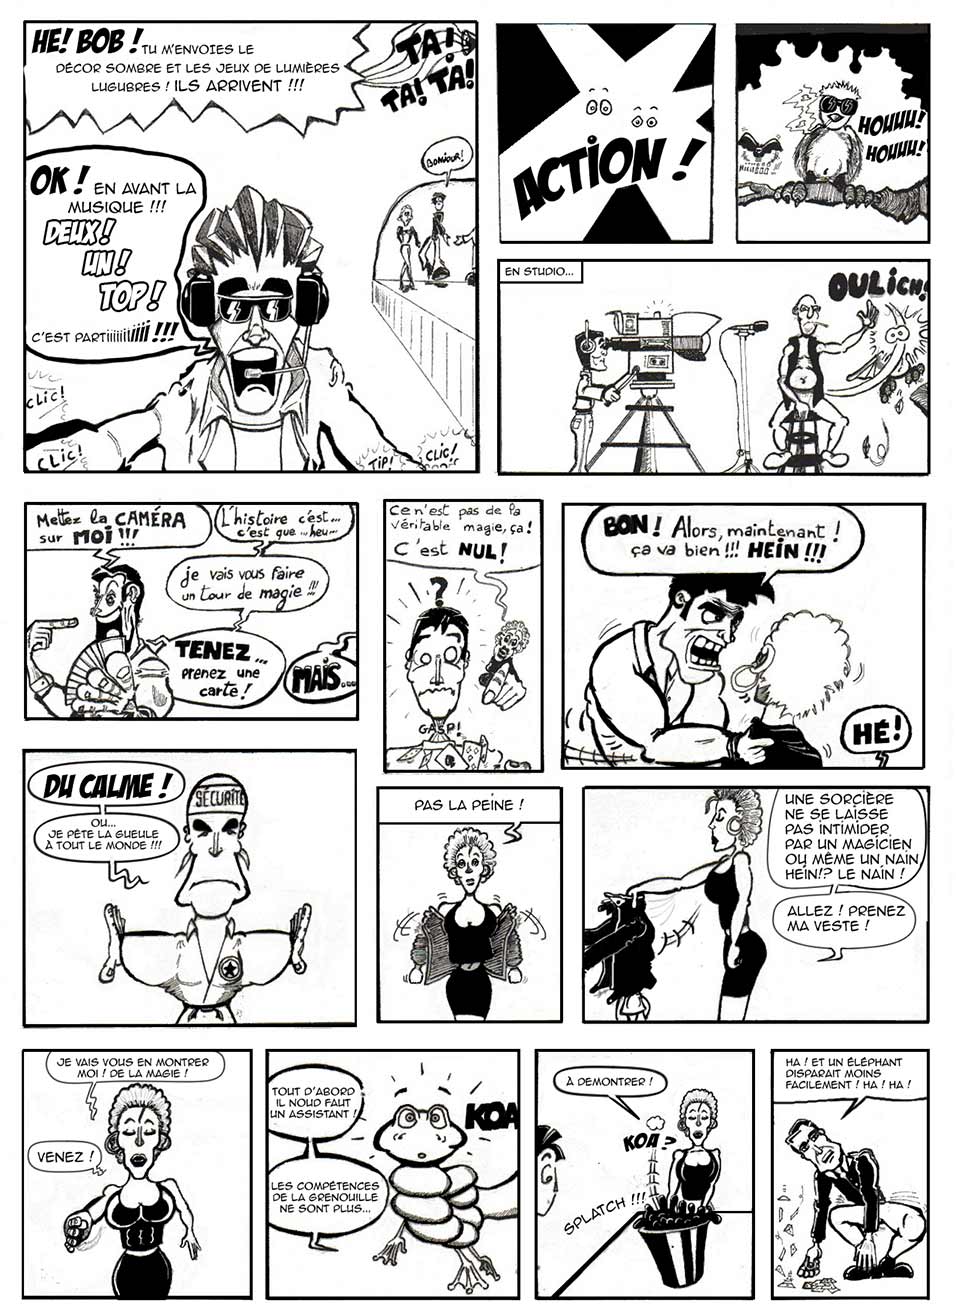 HE! BOB ! TU M'ENVOIES LE
DÉCOR SOMBRE ET LES JEUX DE LUMIÈRES
LUGUBRES ! ILS ARRIVENT !!!
TA!
TA! TA!
BONJOUR!
OK ! EN AVANT LA
MUSIQUE !!!
DEUX !
UN !
TOP !
C'EST PARTiiiiiiiiiiii !!!
CLIC!
CLIC!
TIP!
CLIC!
ACTION !
HOUUU!
HOUUU!
EN STUDIO...
OULICH!
Mettez la CAMÉRA
sur MOI !!!
L'histoire c'est...
c'est que ...heu...
je vais vous faire
un tour de magie !!!
TENEZ...
prenez une
carte !
MAIS...
Ce n'est pas de la
véritable magie, ça !
C'est NUL !
?
GASP!
BON ! Alors, maintenant !
ça va bien !!! HEIN !!!
HÉ!
DU CALME !
OU...
JE PÈTE LA GUEULE
À TOUT LE MONDE !!!
SÉCURITÉ
PAS LA PEINE !
UNE SORCIÈRE
NE SE LAISSE
PAS INTIMIDER
PAR UN MAGICIEN
OU MÊME UN NAIN
HEIN!? LE NAIN !
ALLEZ ! PRENEZ
MA VESTE !
JE VAIS VOUS EN MONTRER
MOI ! DE LA MAGIE !
VENEZ !
TOUT D'ABORD
IL NOUD FAUT
UN ASSISTANT !
KOA
LES COMPÉTENCES
DE LA GRENOUILLE
NE SONT PLUS...
À DEMONTRER !
KOA ?
SPLATCH !!!
HA ! ET UN ÉLÉPHANT
DISPARAIT MOINS
FACILEMENT ! HA ! HA !